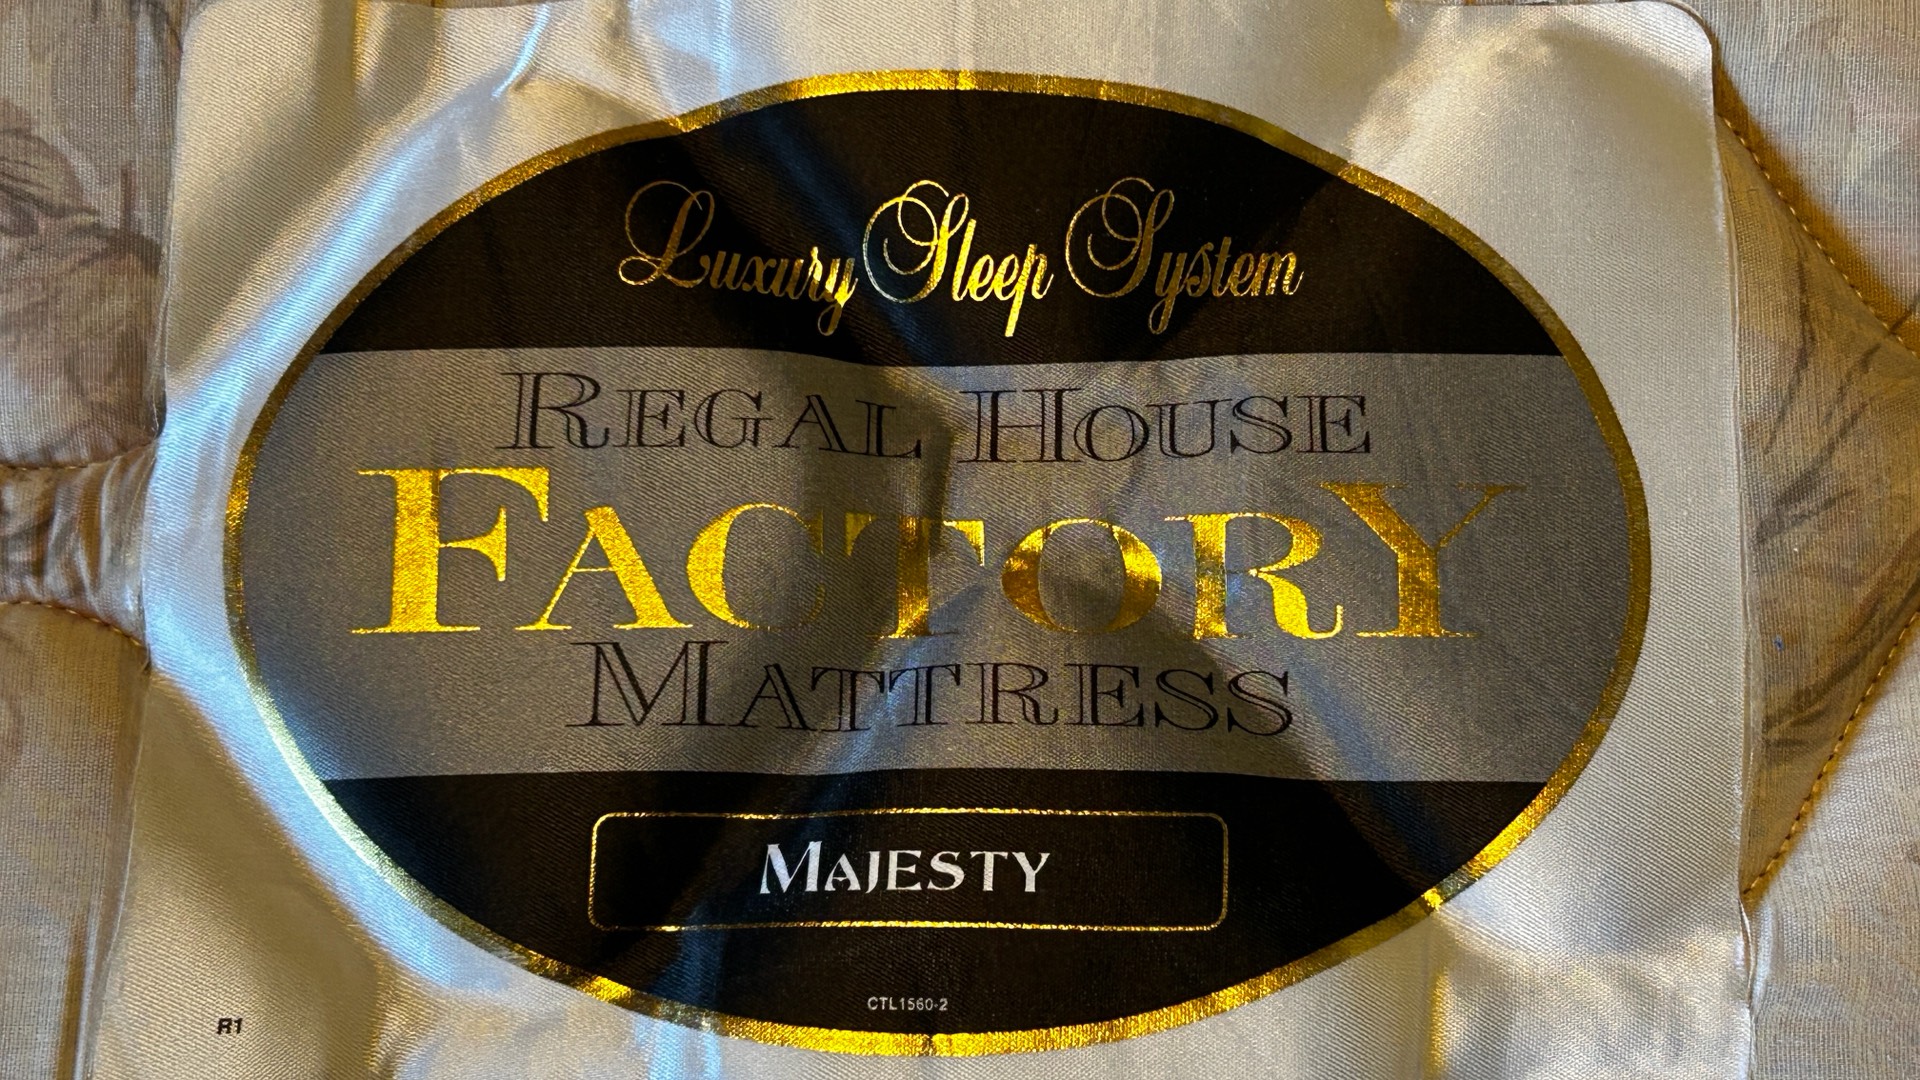 Luxury Sleep System
REGAL HOUSE
FACTORY
MATTRESS
MAJESTY
CTL1560-2
R1